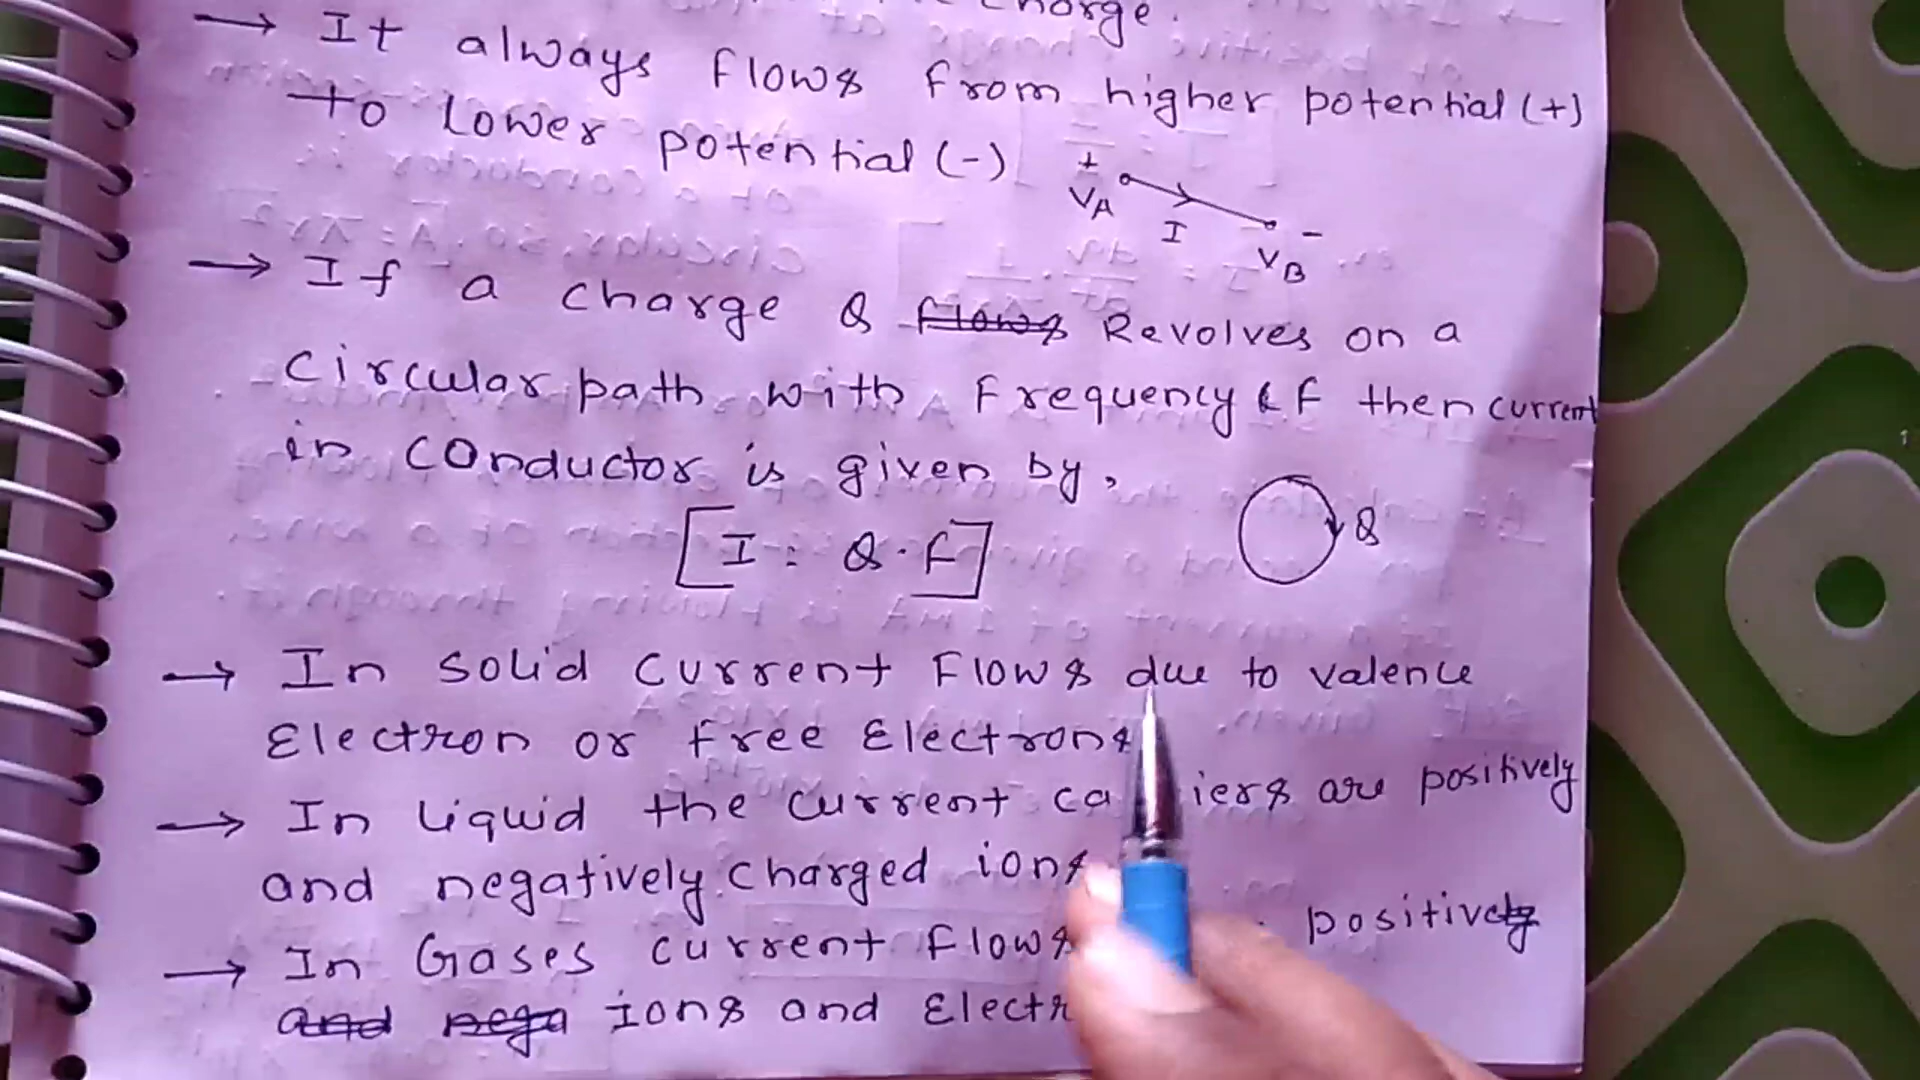 charge.
→ It always flows from higher potential (+)
to lower potential (-)
+
VA
I
-
VB
→ If a charge Q flows Revolves on a
circular path with frequency f then current
in conductor is given by,
[I = Q . f]
Q
→ In solid current flows due to valence
Electron or free Electrons
→ In liquid the current are positively
and negatively charged ions
→ In Gases current flows positively
and nega ions and